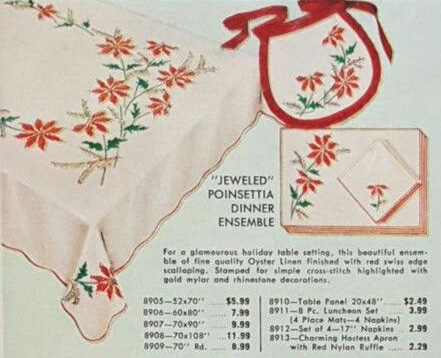 "JEWELED"
POINSETTIA
DINNER
ENSEMBLE
For a glamourous holiday table setting, this beautiful ensem-
ble of fine quality Oyster Linen finished with red swiss edge
scalloping. Stamped for simple cross-stitch highlighted with
gold mylar and rhinestone decorations.
8905—52x70" $5.99
8906—60x80" 7.99
8907—70x90" 9.99
8908—70x108" 11.99
8909—70" Rd. 8.99
8910—Table Panel 20x48" $2.49
8911—8 Pc. Luncheon Set 3.99
(4 Place Mats—4 Napkins)
8912—Set of 4—17" Napkins 2.99
8913—Charming Hostess Apron
with Red Nylon Ruffle 2.29